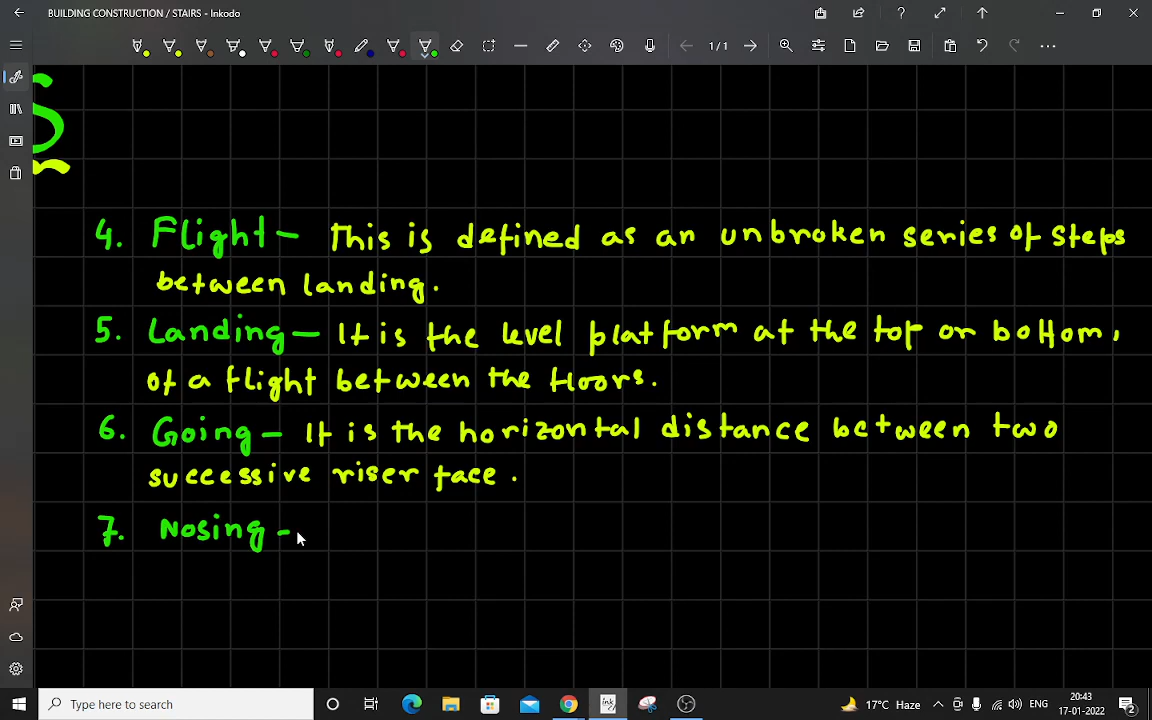 BUILDING CONSTRUCTION / STAIRS - Inkodo
1/1
S
4. Flight - This is defined as an unbroken series of steps
between landing.
5. Landing - It is the level platform at the top or bottom,
of a flight between the floors.
6. Going - It is the horizontal distance between two
successive riser face.
7. Nosing -
Type here to search
17°C Haze
ENG
20:43
17-01-2022
2